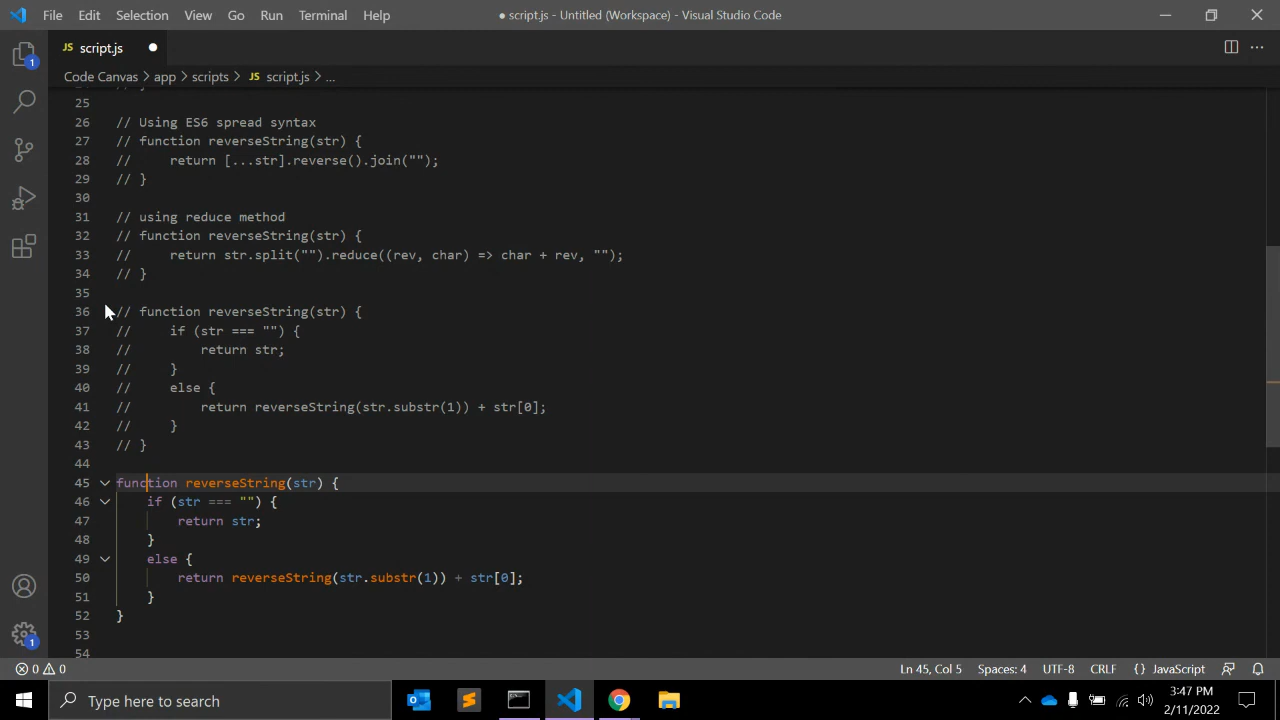 File Edit Selection View Go Run Terminal Help ● script.js - Untitled (Workspace) - Visual Studio Code
JS script.js
Code Canvas > app > scripts > JS script.js > ...
25
26 // Using ES6 spread syntax
27 // function reverseString(str) {
28 //     return [...str].reverse().join("");
29 // }
30
31 // using reduce method
32 // function reverseString(str) {
33 //     return str.split("").reduce((rev, char) => char + rev, "");
34 // }
35
36 // function reverseString(str) {
37 //     if (str === "") {
38 //         return str;
39 //     }
40 //     else {
41 //         return reverseString(str.substr(1)) + str[0];
42 //     }
43 // }
44
45 function reverseString(str) {
46     if (str === "") {
47         return str;
48     }
49     else {
50         return reverseString(str.substr(1)) + str[0];
51     }
52 }
53
54
1
1
0 0 Ln 45, Col 5 Spaces: 4 UTF-8 CRLF {} JavaScript
Type here to search
3:47 PM
2/11/2022